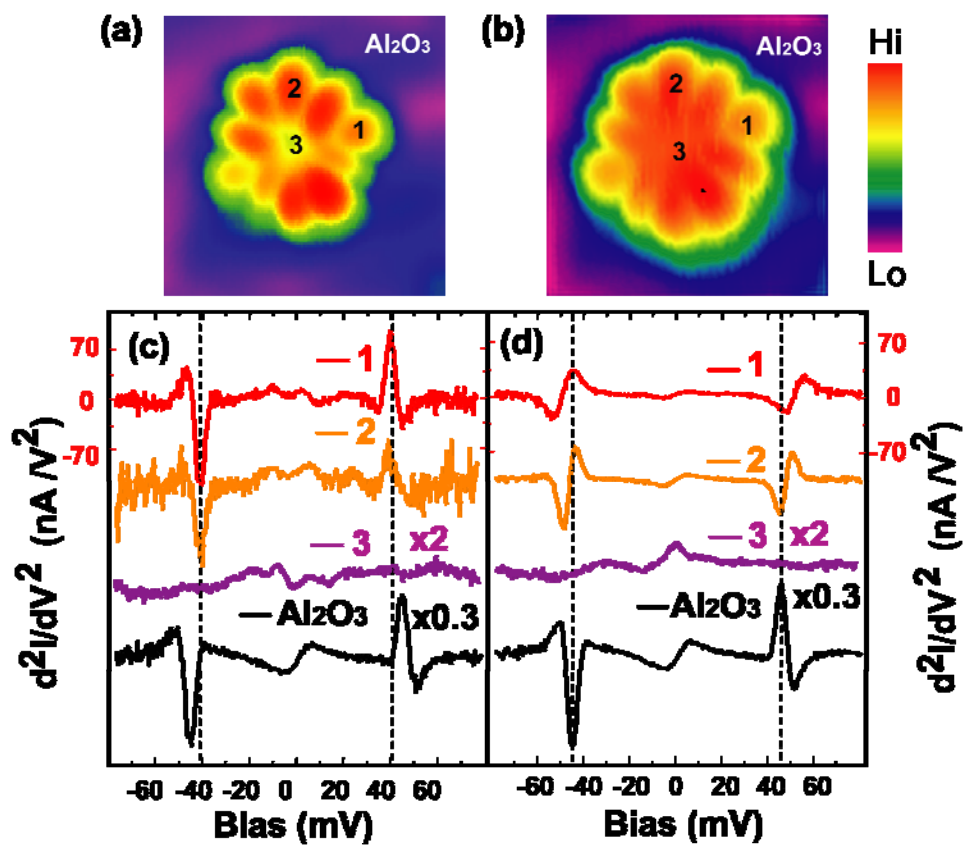 (a)
Al₂O₃
2
1
3
(b)
Al₂O₃
2
1
3
Hi
Lo
(c)
70
0
-70
— 1
— 2
— 3
x2
— Al₂O₃
x0.3
d²I/dV² (nA/V²)
-60 -40 -20 0 20 40 60
Bias (mV)
(d)
70
0
-70
— 1
— 2
— 3
x2
— Al₂O₃
x0.3
d²I/dV² (nA/V²)
-60 -40 -20 0 20 40 60
Bias (mV)